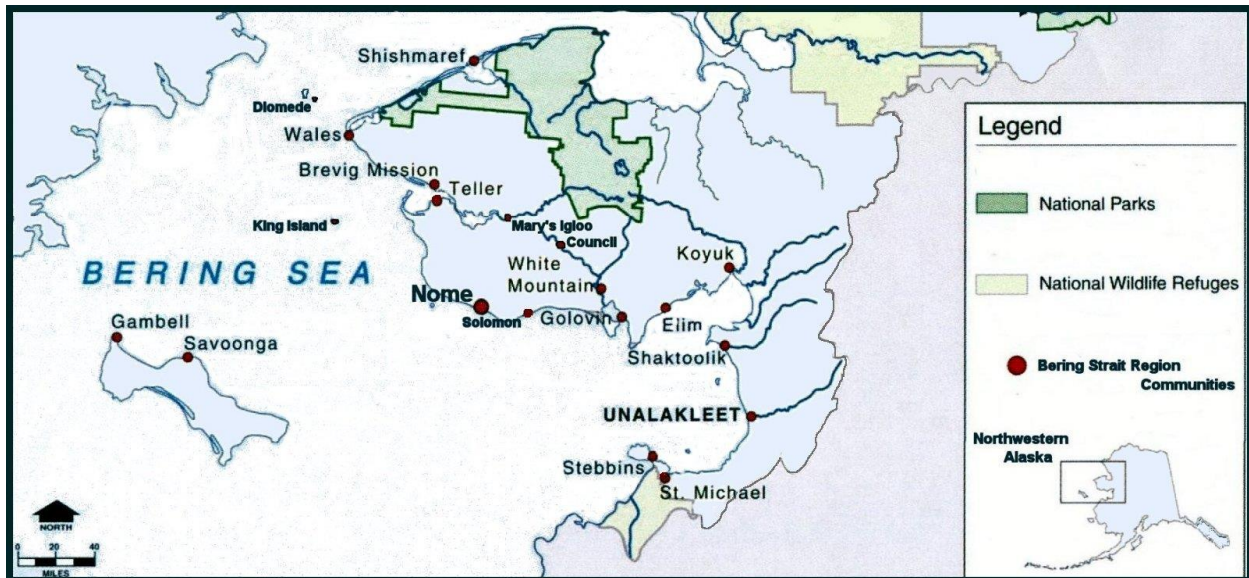 Shishmaref
Diomede
Wales
Brevig Mission
Teller
King Island
Mary's Igloo
Council
BERING SEA
White
Mountain
Koyuk
Nome
Solomon
Golovin
Elim
Gambell
Savoonga
Shaktoolik
UNALAKLEET
Stebbins
St. Michael
NORTH
0 20 40
MILES
Legend
National Parks
National Wildlife Refuges
Bering Strait Region
Communities
Northwestern
Alaska